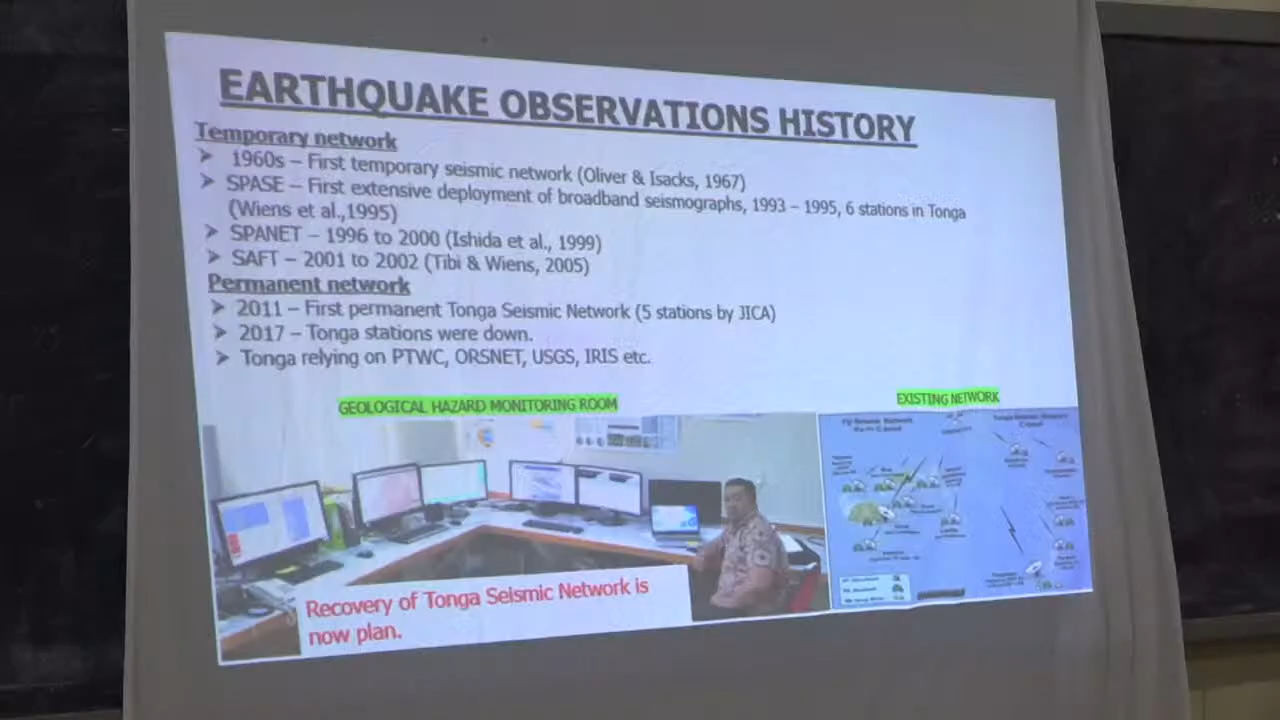 EARTHQUAKE OBSERVATIONS HISTORY
Temporary network
➤ 1960s – First temporary seismic network (Oliver & Isacks, 1967)
➤ SPASE – First extensive deployment of broadband seismographs, 1993 – 1995, 6 stations in Tonga
(Wiens et al.,1995)
➤ SPANET – 1996 to 2000 (Ishida et al., 1999)
➤ SAFT – 2001 to 2002 (Tibi & Wiens, 2005)
Permanent network
➤ 2011 – First permanent Tonga Seismic Network (5 stations by JICA)
➤ 2017 – Tonga stations were down.
➤ Tonga relying on PTWC, ORSNET, USGS, IRIS etc.
GEOLOGICAL HAZARD MONITORING ROOM
EXISTING NETWORK
Recovery of Tonga Seismic Network is
now plan.